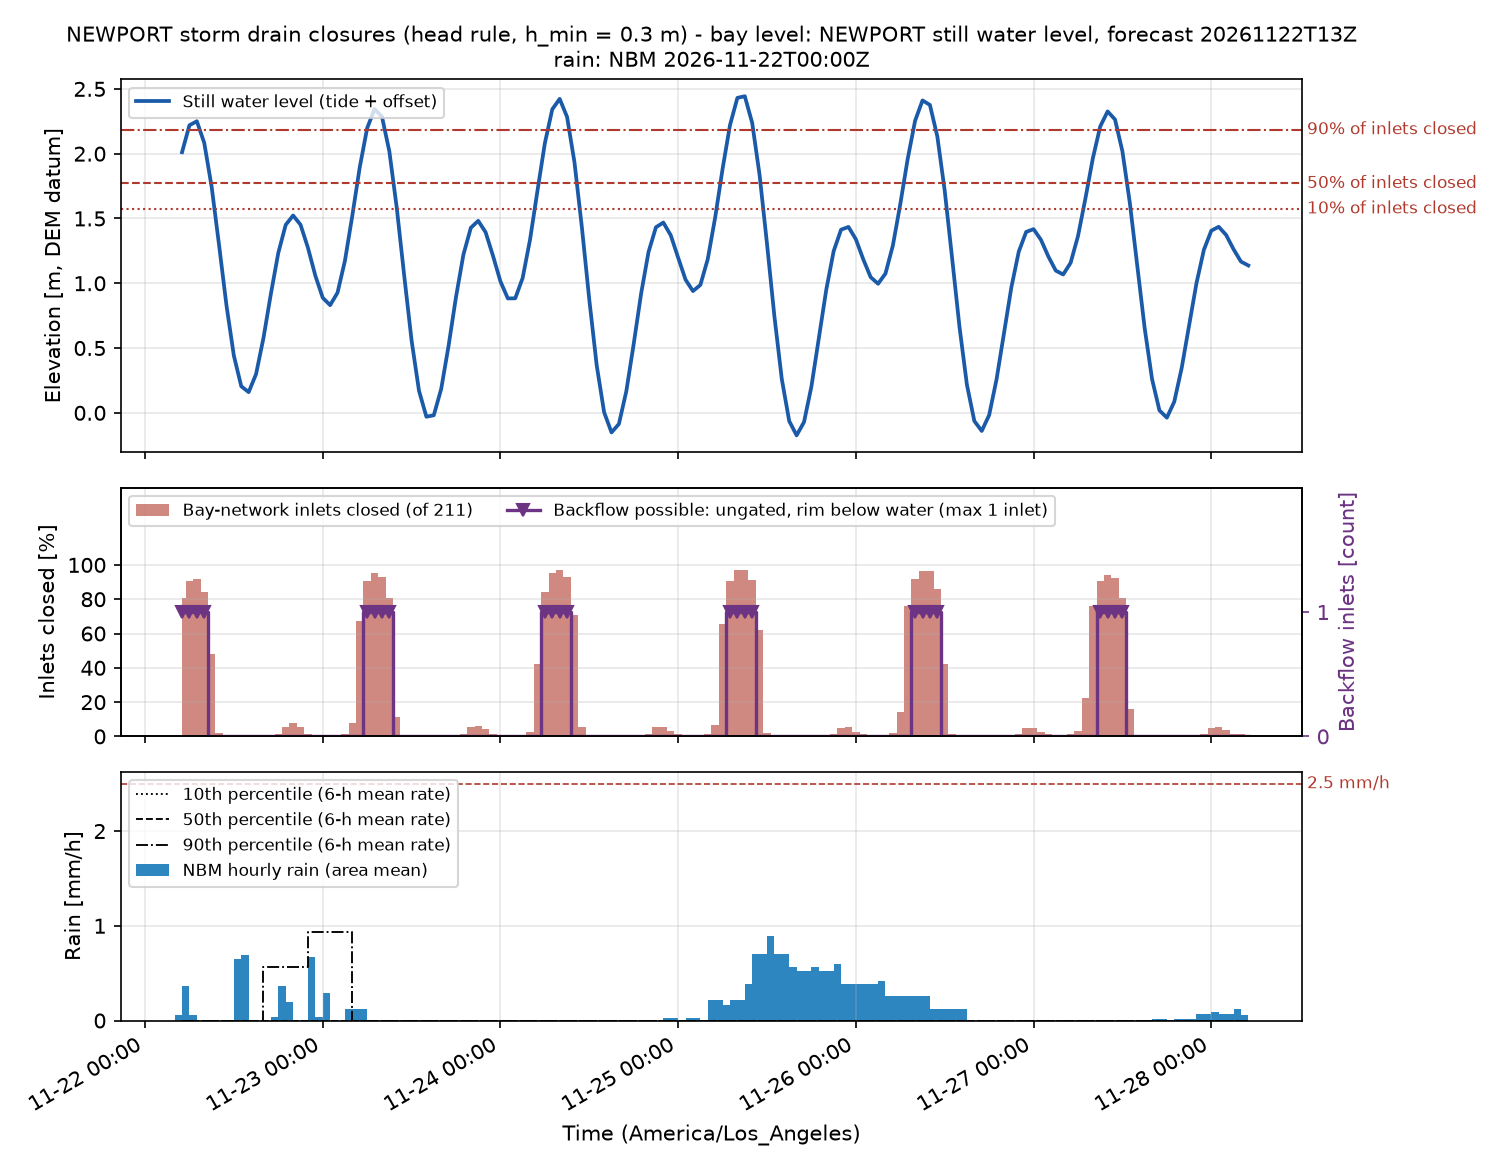 NEWPORT storm drain closures (head rule, h_min = 0.3 m) - bay level: NEWPORT still water level, forecast 20261122T13Z
rain: NBM 2026-11-22T00:00Z
Elevation [m, DEM datum]
2.5
2.0
1.5
1.0
0.5
0.0
Still water level (tide + offset)
90% of inlets closed
50% of inlets closed
10% of inlets closed
Inlets closed [%]
100
80
60
40
20
0
Bay-network inlets closed (of 211)
Backflow possible: ungated, rim below water (max 1 inlet)
1
0
Backflow inlets [count]
Rain [mm/h]
2
1
0
10th percentile (6-h mean rate)
50th percentile (6-h mean rate)
90th percentile (6-h mean rate)
NBM hourly rain (area mean)
2.5 mm/h
11-22 00:00
11-23 00:00
11-24 00:00
11-25 00:00
11-26 00:00
11-27 00:00
11-28 00:00
Time (America/Los_Angeles)